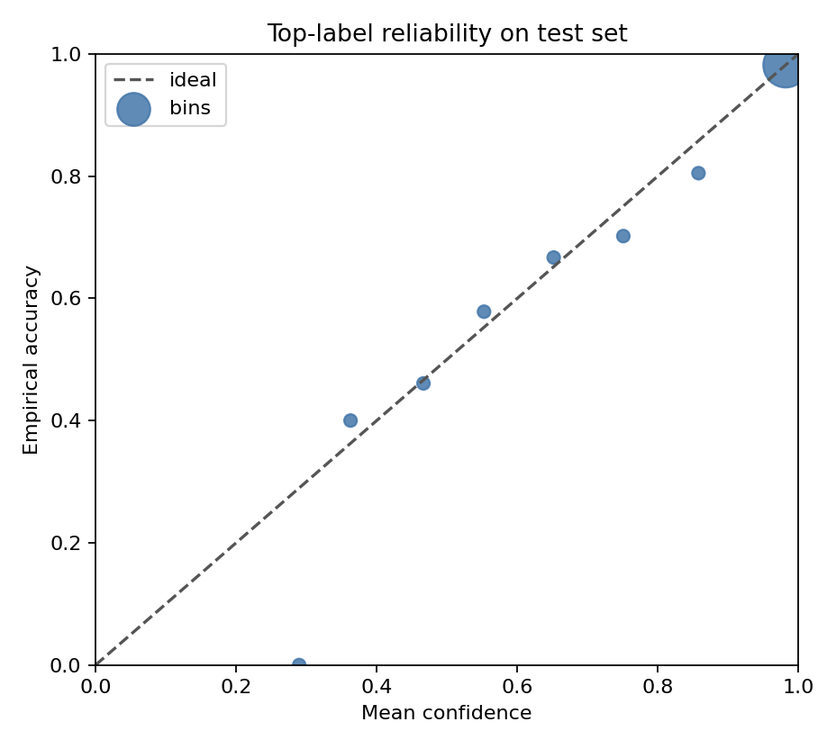 Top-label reliability on test set
1.0
0.8
0.6
0.4
0.2
0.0
Empirical accuracy
ideal
bins
0.0 0.2 0.4 0.6 0.8 1.0
Mean confidence